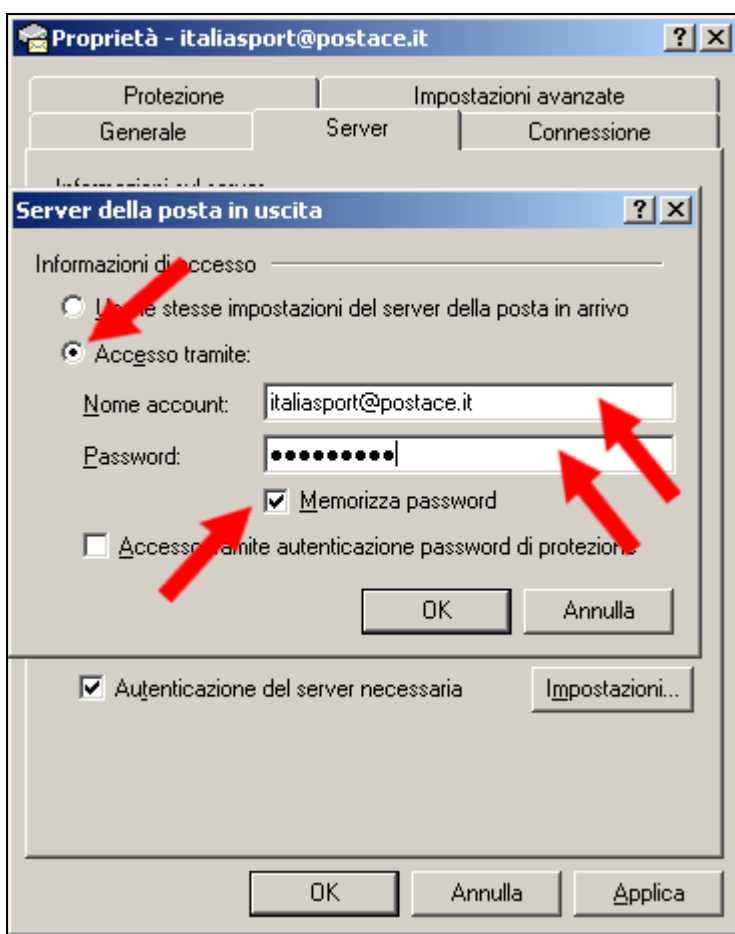 Proprietà - italiasport@postace.it
Protezione Impostazioni avanzate
Generale Server Connessione
Server della posta in uscita
Informazioni di accesso
stesse impostazioni del server della posta in arrivo
Accesso tramite:
Nome account: italiasport@postace.it
Password: ●●●●●●●●●
Memorizza password
Accesso tramite autenticazione password di protezione
OK Annulla
Autenticazione del server necessaria Impostazioni...
OK Annulla Applica